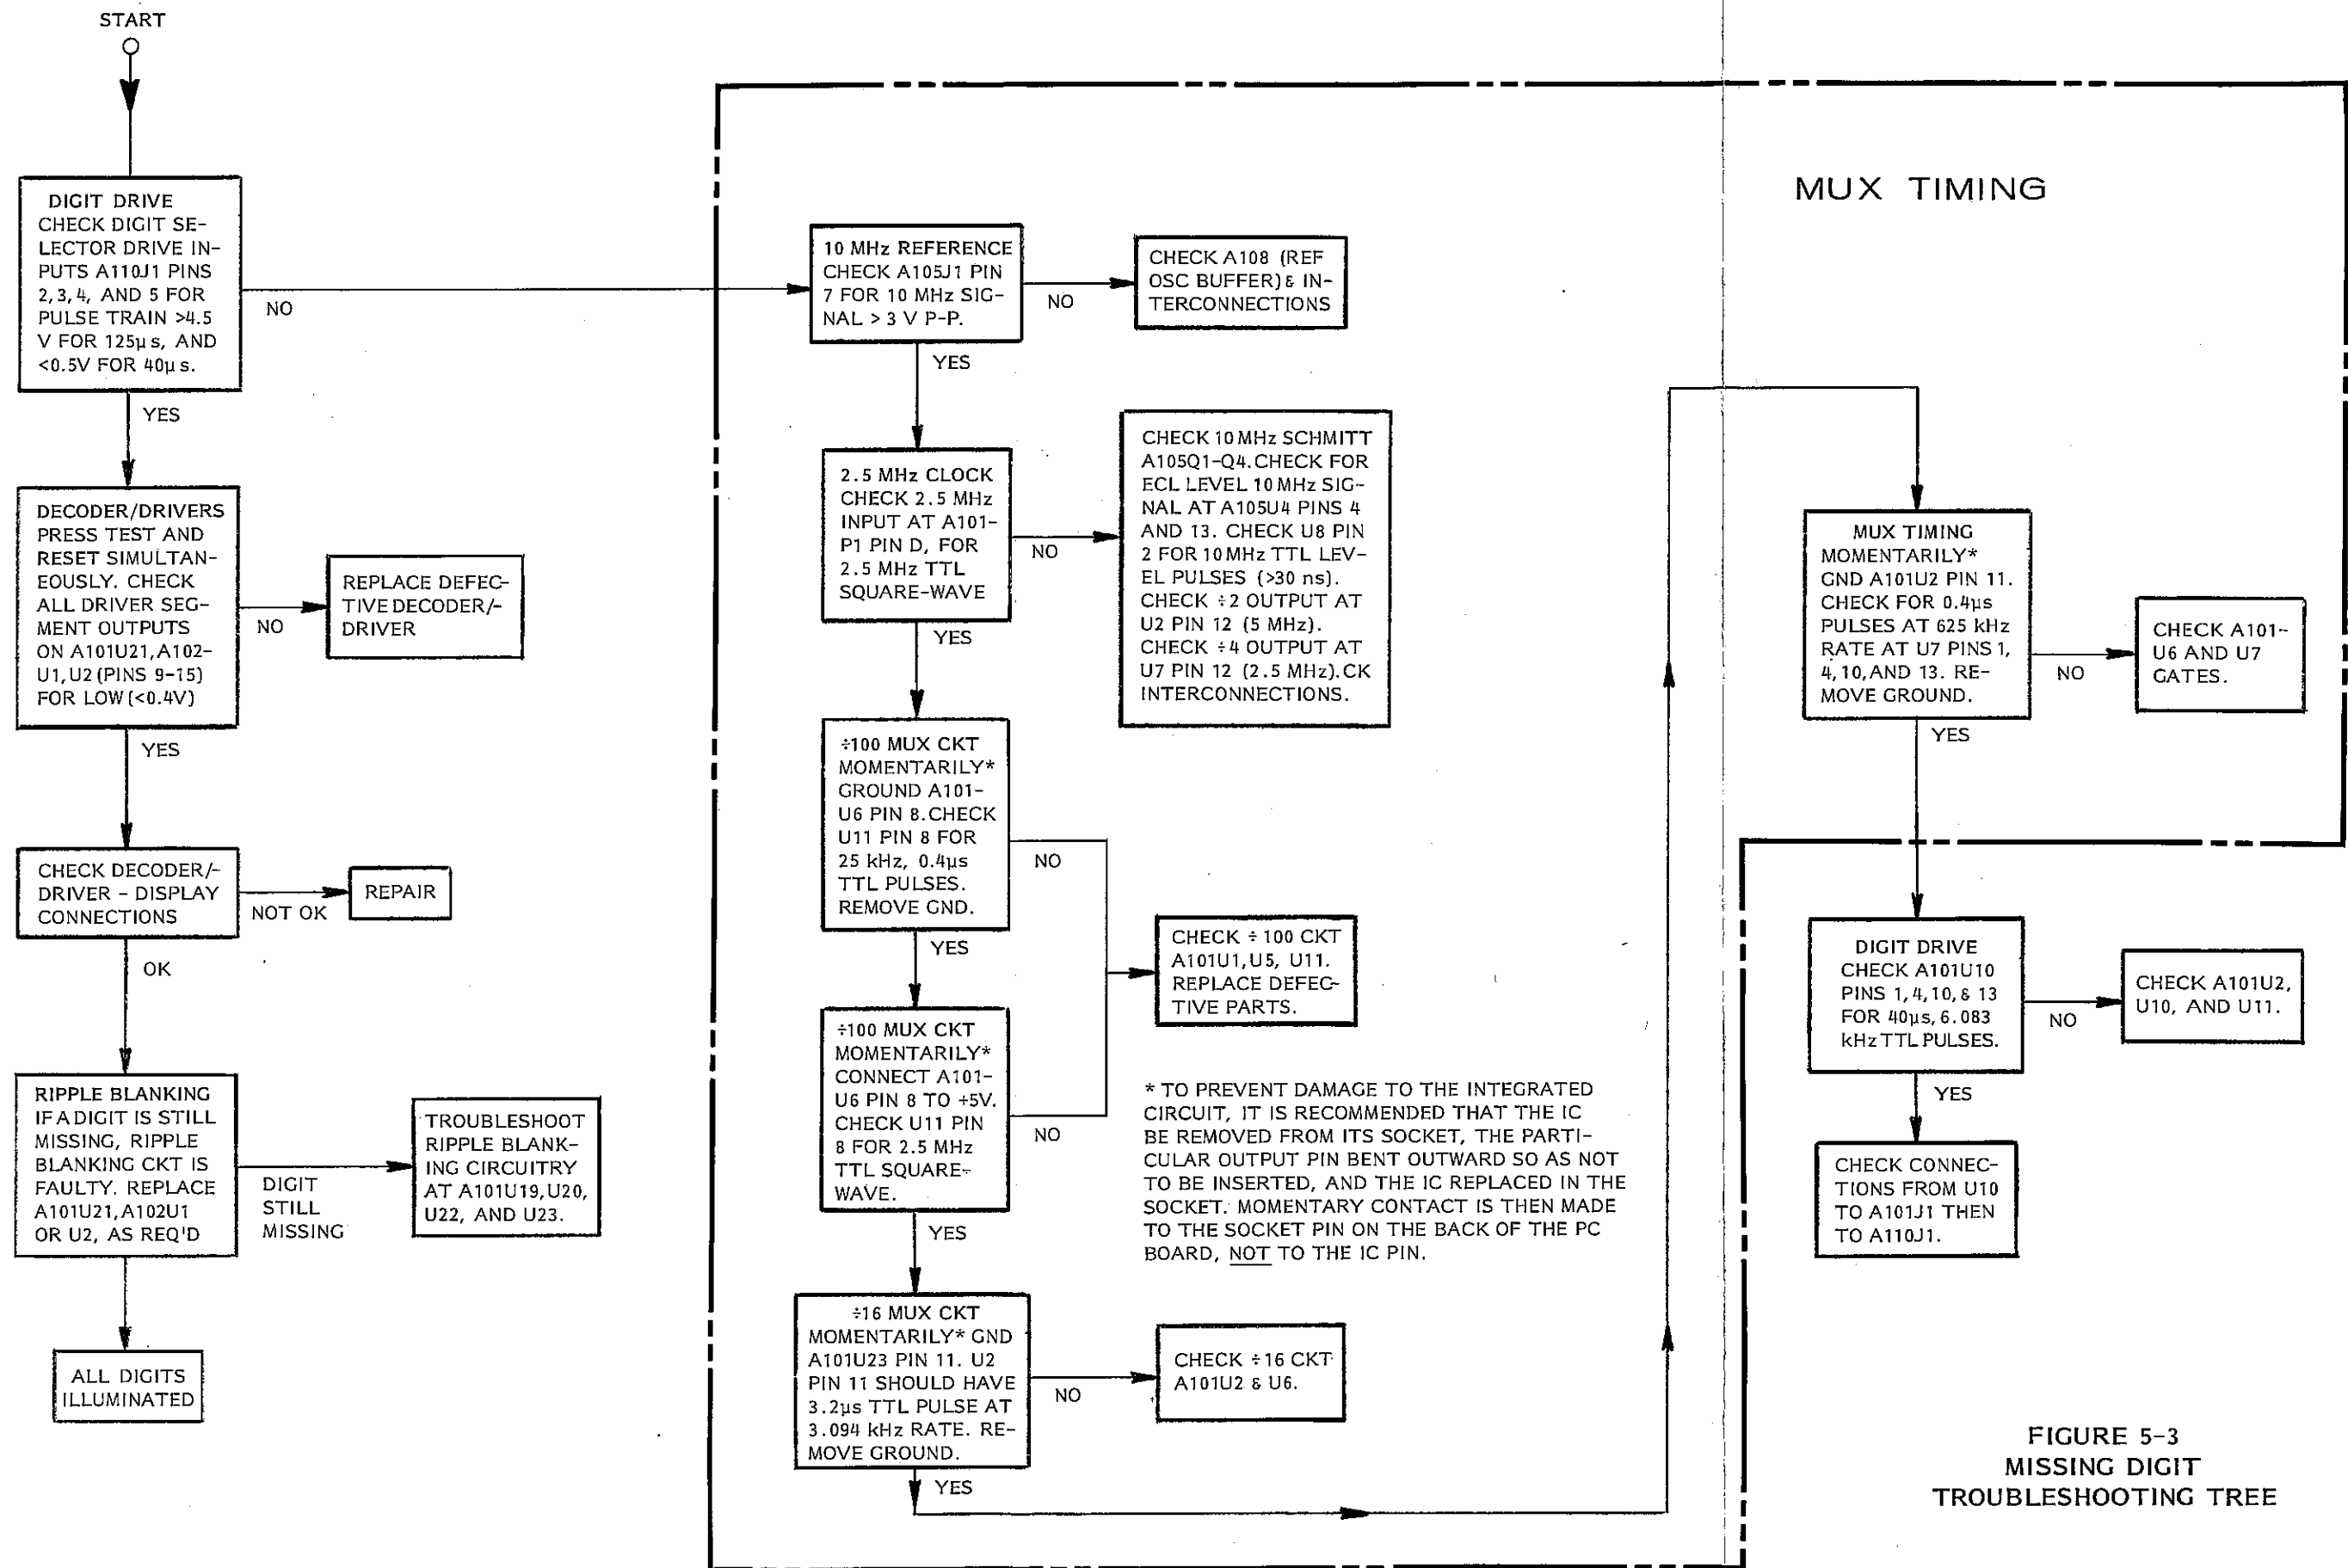 START
DIGIT DRIVE
CHECK DIGIT SE-
LECTOR DRIVE IN-
PUTS A110J1 PINS
2,3,4, AND 5 FOR
PULSE TRAIN >4.5
V FOR 125µs, AND
<0.5V FOR 40µs.
NO
YES
DECODER/DRIVERS
PRESS TEST AND
RESET SIMULTAN-
EOUSLY. CHECK
ALL DRIVER SEG-
MENT OUTPUTS
ON A101U21, A102-
U1, U2 (PINS 9-15)
FOR LOW (<0.4V)
NO
REPLACE DEFEC-
TIVE DECODER/-
DRIVER
YES
CHECK DECODER/-
DRIVER - DISPLAY
CONNECTIONS
NOT OK
REPAIR
OK
RIPPLE BLANKING
IF A DIGIT IS STILL
MISSING, RIPPLE
BLANKING CKT IS
FAULTY. REPLACE
A101U21, A102U1
OR U2, AS REQ'D
DIGIT
STILL
MISSING
TROUBLESHOOT
RIPPLE BLANK-
ING CIRCUITRY
AT A101U19, U20,
U22, AND U23.
ALL DIGITS
ILLUMINATED
MUX TIMING
10 MHz REFERENCE
CHECK A105J1 PIN
7 FOR 10 MHz SIG-
NAL > 3 V P-P.
NO
CHECK A108 (REF
OSC BUFFER) & IN-
TERCONNECTIONS
YES
2.5 MHz CLOCK
CHECK 2.5 MHz
INPUT AT A101-
P1 PIN D, FOR
2.5 MHz TTL
SQUARE-WAVE
NO
CHECK 10 MHz SCHMITT
A105Q1-Q4. CHECK FOR
ECL LEVEL 10 MHz SIG-
NAL AT A105U4 PINS 4
AND 13. CHECK U8 PIN
2 FOR 10 MHz TTL LEV-
EL PULSES (>30 ns).
CHECK ÷2 OUTPUT AT
U2 PIN 12 (5 MHz).
CHECK ÷4 OUTPUT AT
U7 PIN 12 (2.5 MHz). CK
INTERCONNECTIONS.
YES
÷100 MUX CKT
MOMENTARILY*
GROUND A101-
U6 PIN 8. CHECK
U11 PIN 8 FOR
25 kHz, 0.4µs
TTL PULSES.
REMOVE GND.
NO
YES
CHECK ÷ 100 CKT
A101U1, U5, U11.
REPLACE DEFEC-
TIVE PARTS.
÷100 MUX CKT
MOMENTARILY*
CONNECT A101-
U6 PIN 8 TO +5V.
CHECK U11 PIN
8 FOR 2.5 MHz
TTL SQUARE-
WAVE.
NO
YES
* TO PREVENT DAMAGE TO THE INTEGRATED
CIRCUIT, IT IS RECOMMENDED THAT THE IC
BE REMOVED FROM ITS SOCKET, THE PARTI-
CULAR OUTPUT PIN BENT OUTWARD SO AS NOT
TO BE INSERTED, AND THE IC REPLACED IN THE
SOCKET. MOMENTARY CONTACT IS THEN MADE
TO THE SOCKET PIN ON THE BACK OF THE PC
BOARD, NOT TO THE IC PIN.
÷16 MUX CKT
MOMENTARILY* GND
A101U23 PIN 11. U2
PIN 11 SHOULD HAVE
3.2µs TTL PULSE AT
3.094 kHz RATE. RE-
MOVE GROUND.
NO
CHECK ÷16 CKT
A101U2 & U6.
YES
MUX TIMING
MOMENTARILY*
GND A101U2 PIN 11.
CHECK FOR 0.4µs
PULSES AT 625 kHz
RATE AT U7 PINS 1,
4, 10, AND 13. RE-
MOVE GROUND.
NO
CHECK A101-
U6 AND U7
GATES.
YES
DIGIT DRIVE
CHECK A101U10
PINS 1, 4, 10, & 13
FOR 40µs, 6.083
kHz TTL PULSES.
NO
CHECK A101U2,
U10, AND U11.
YES
CHECK CONNEC-
TIONS FROM U10
TO A101J1 THEN
TO A110J1.
FIGURE 5-3
MISSING DIGIT
TROUBLESHOOTING TREE